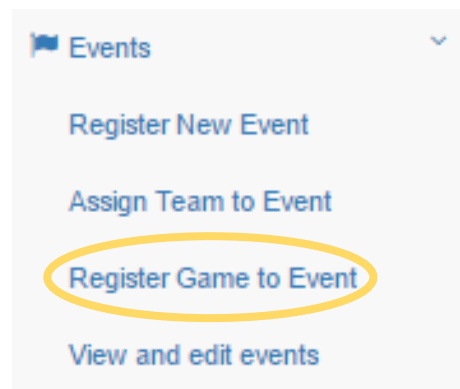 Events
Register New Event
Assign Team to Event
Register Game to Event
View and edit events